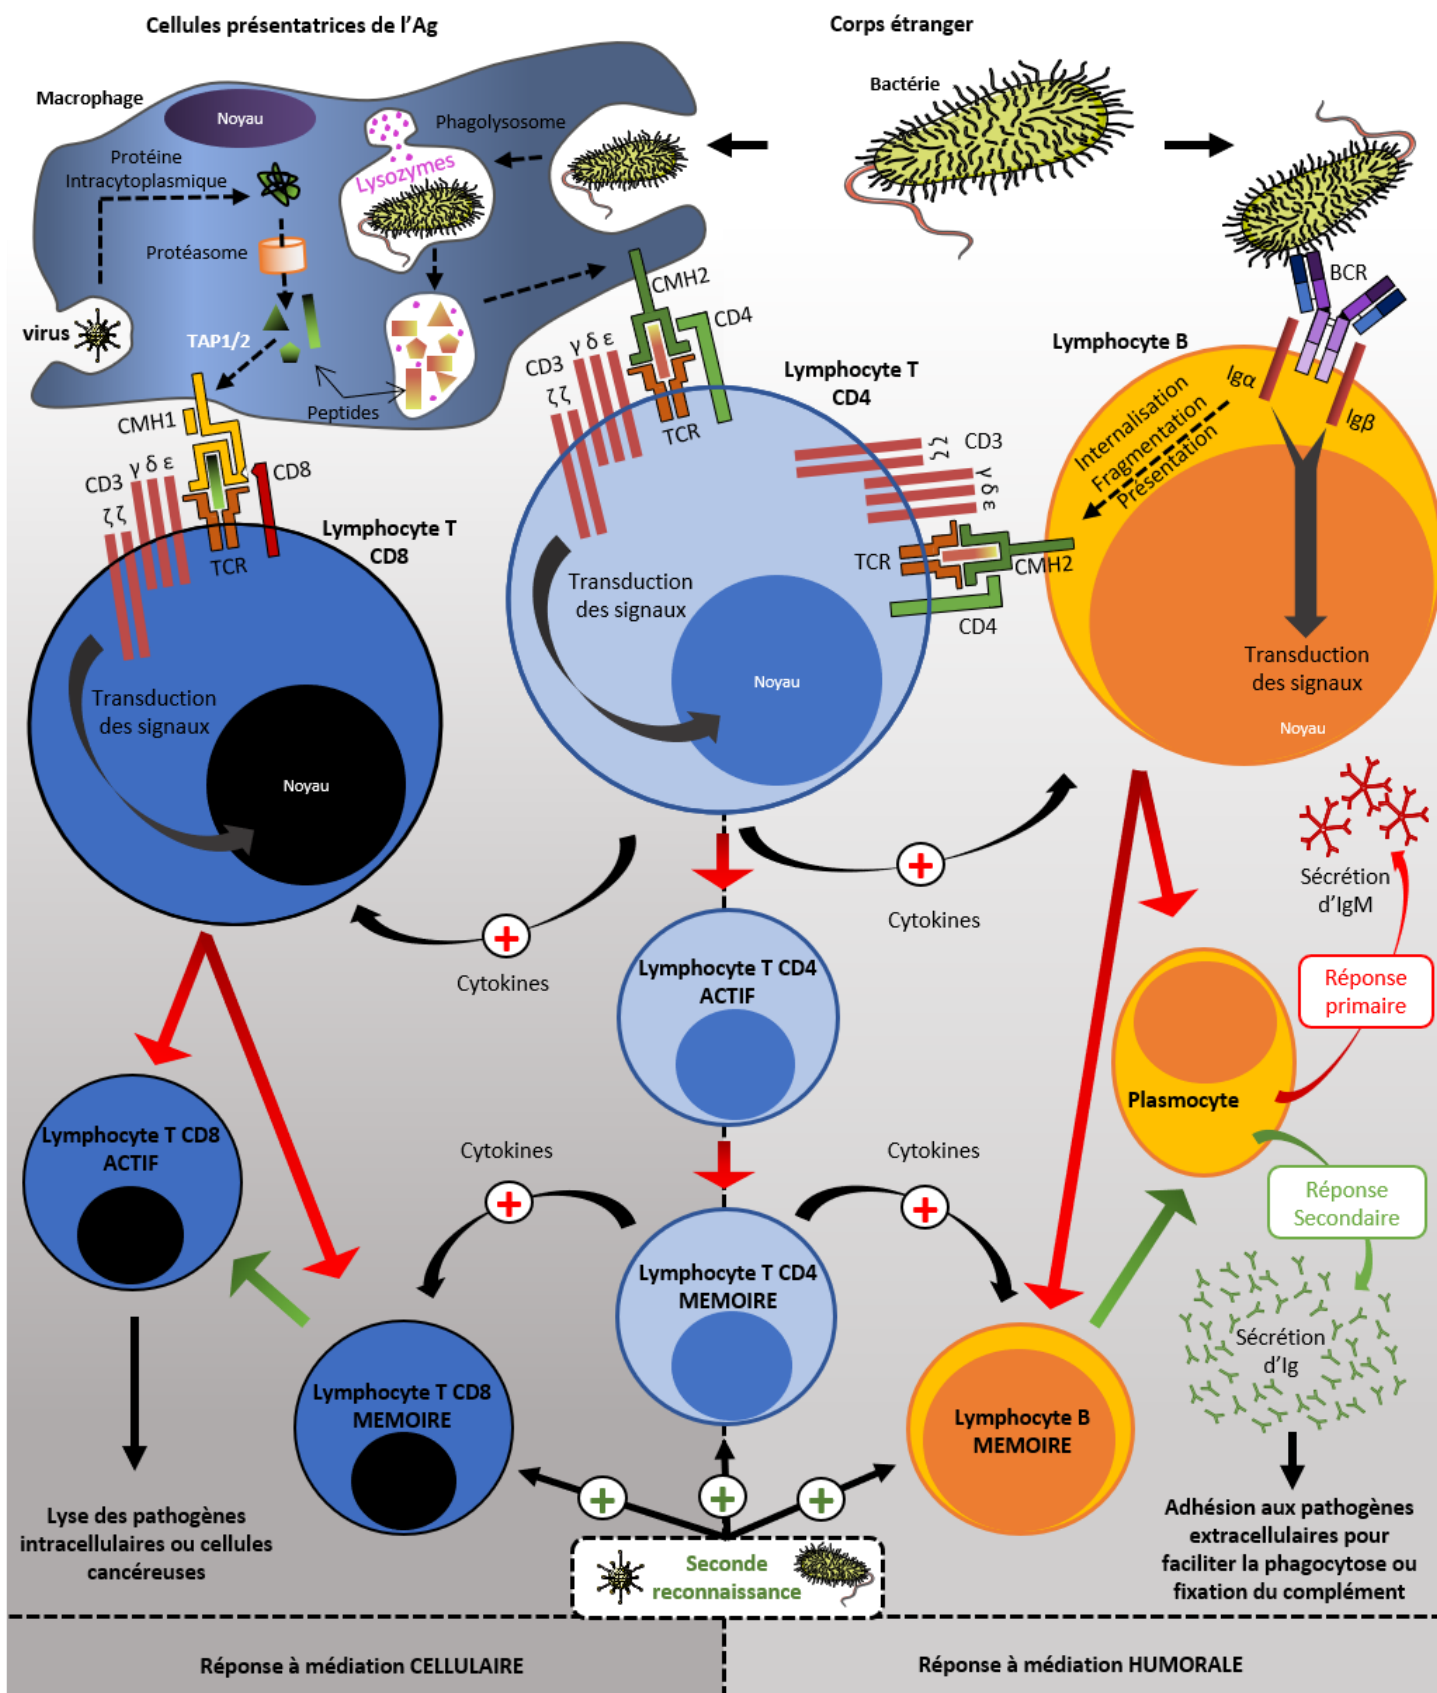 Cellules présentatrices de l'Ag
Corps étranger
Macrophage
Noyau
Phagolysosome
Bactérie
Protéine
Intracytoplasmique
Lysozymes
Protéasome
virus
TAP1/2
Peptides
CMH2
CD4
CD3
γ δ ε
ζζ
TCR
CMH1
CD3
γ δ ε
ζζ
CD8
TCR
Lymphocyte T
CD8
Lymphocyte T
CD4
BCR
Lymphocyte B
Igα
Igβ
Internalisation
Fragmentation
Présentation
CD3
ζζ
γ δ ε
TCR
CMH2
CD4
Transduction
des signaux
Noyau
Transduction
des signaux
Noyau
Transduction
des signaux
Noyau
Cytokines
Cytokines
Sécrétion
d'IgM
Réponse
primaire
Lymphocyte T CD4
ACTIF
Plasmocyte
Lymphocyte T CD8
ACTIF
Cytokines
Cytokines
Réponse
Secondaire
Lymphocyte T CD4
MEMOIRE
Sécrétion
d'Ig
Lymphocyte T CD8
MEMOIRE
Lymphocyte B
MEMOIRE
Lyse des pathogènes
intracellulaires ou cellules
cancéreuses
Adhésion aux pathogènes
extracellulaires pour
faciliter la phagocytose ou
fixation du complément
Seconde
reconnaissance
Réponse à médiation CELLULAIRE
Réponse à médiation HUMORALE